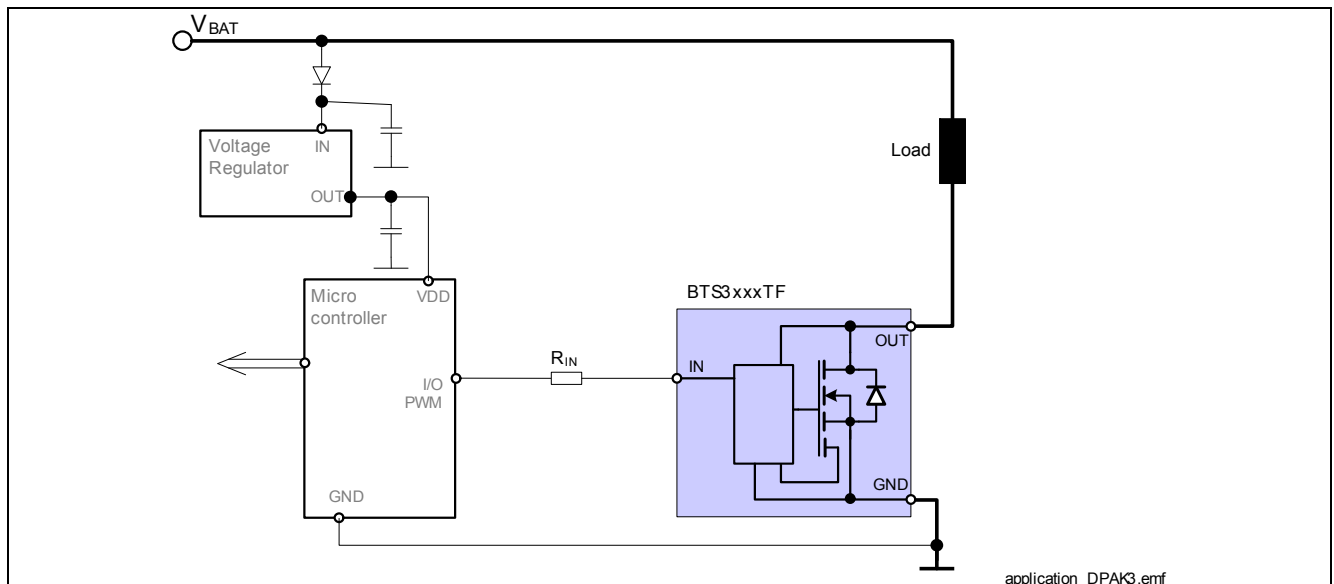 VBAT
Voltage
Regulator
IN
OUT
Load
Micro
controller
VDD
I/O
PWM
GND
RIN
BTS3xxxTF
IN
OUT
GND
application_DPAK3.emf